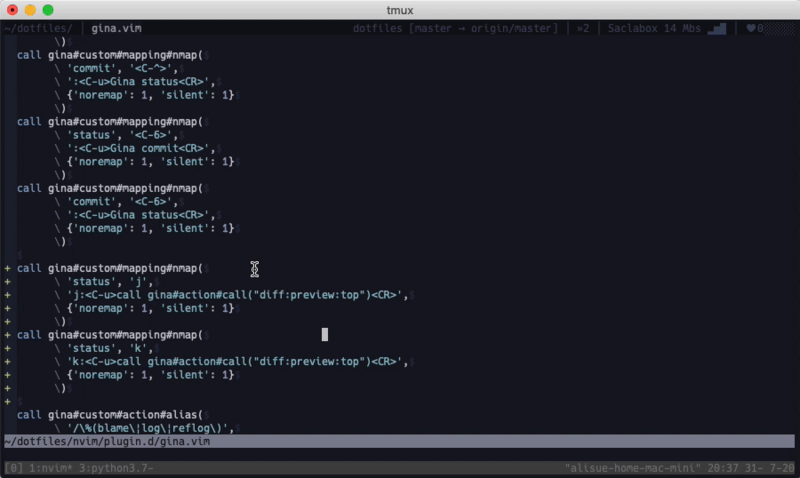 tmux
~/dotfiles/ | gina.vim dotfiles [master → origin/master] | ×2 | Saclabox 14 Mbs | ♥0
\)$
call gina#custom#mapping#nmap($
\ 'commit', '<C-^>',$
\ ':<C-u>Gina status<CR>',$
\ {'noremap': 1, 'silent': 1}$
\)$
call gina#custom#mapping#nmap($
\ 'status', '<C-6>',$
\ ':<C-u>Gina commit<CR>',$
\ {'noremap': 1, 'silent': 1}$
\)$
call gina#custom#mapping#nmap($
\ 'commit', '<C-6>',$
\ ':<C-u>Gina status<CR>',$
\ {'noremap': 1, 'silent': 1}$
\)$
$
+ call gina#custom#mapping#nmap($
+ \ 'status', 'j',$
+ \ 'j:<C-u>call gina#action#call("diff:preview:top")<CR>',$
+ \ {'noremap': 1, 'silent': 1}$
+ \)$
+ call gina#custom#mapping#nmap($
+ \ 'status', 'k',$
+ \ 'k:<C-u>call gina#action#call("diff:preview:top")<CR>',$
+ \ {'noremap': 1, 'silent': 1}$
+ \)$
+ $
call gina#custom#action#alias($
\ '/\%(blame\|log\|reflog\)',$
~/dotfiles/nvim/plugin.d/gina.vim
[0] 1:nvim* 3:python3.7- "alisue-home-mac-mini" 20:37 31- 7-20